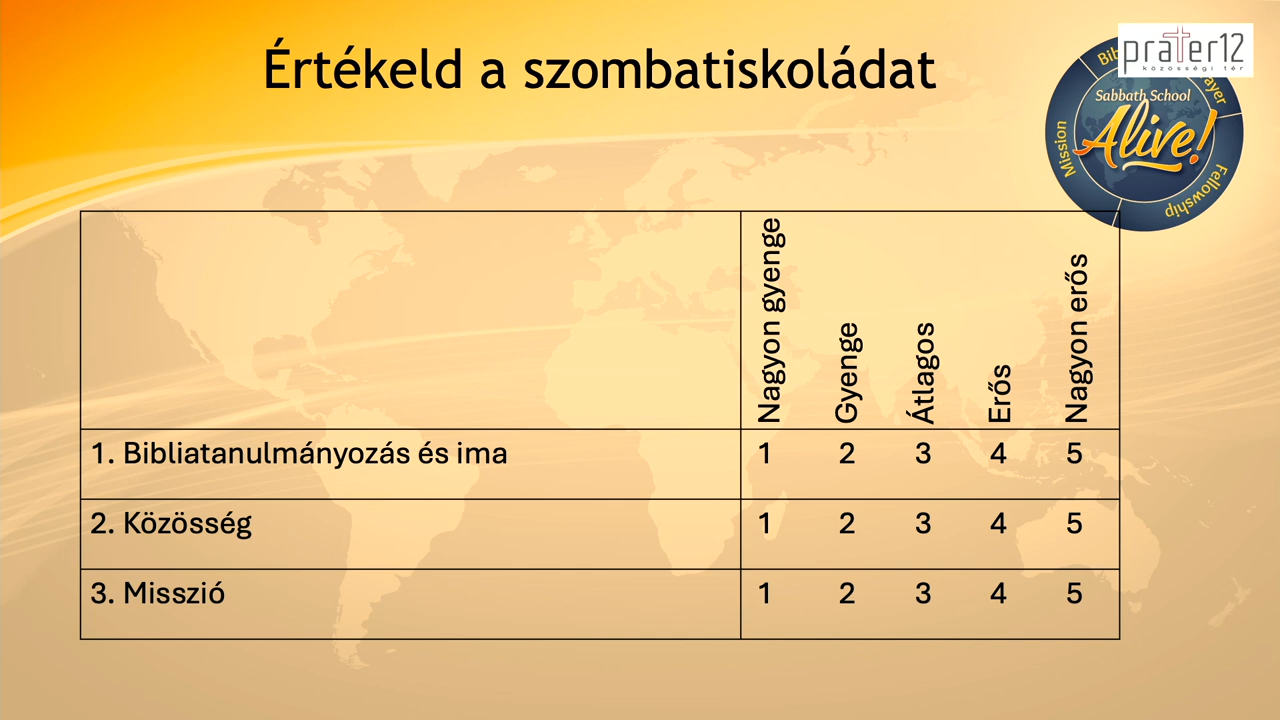 Értékeld a szombatiskoládat
prater12
közösségi tér
Sabbath School
Alive!
Mission
Fellowship
Nagyon gyenge
Gyenge
Átlagos
Erős
Nagyon erős
1. Bibliatanulmányozás és ima 1 2 3 4 5
2. Közösség 1 2 3 4 5
3. Misszió 1 2 3 4 5